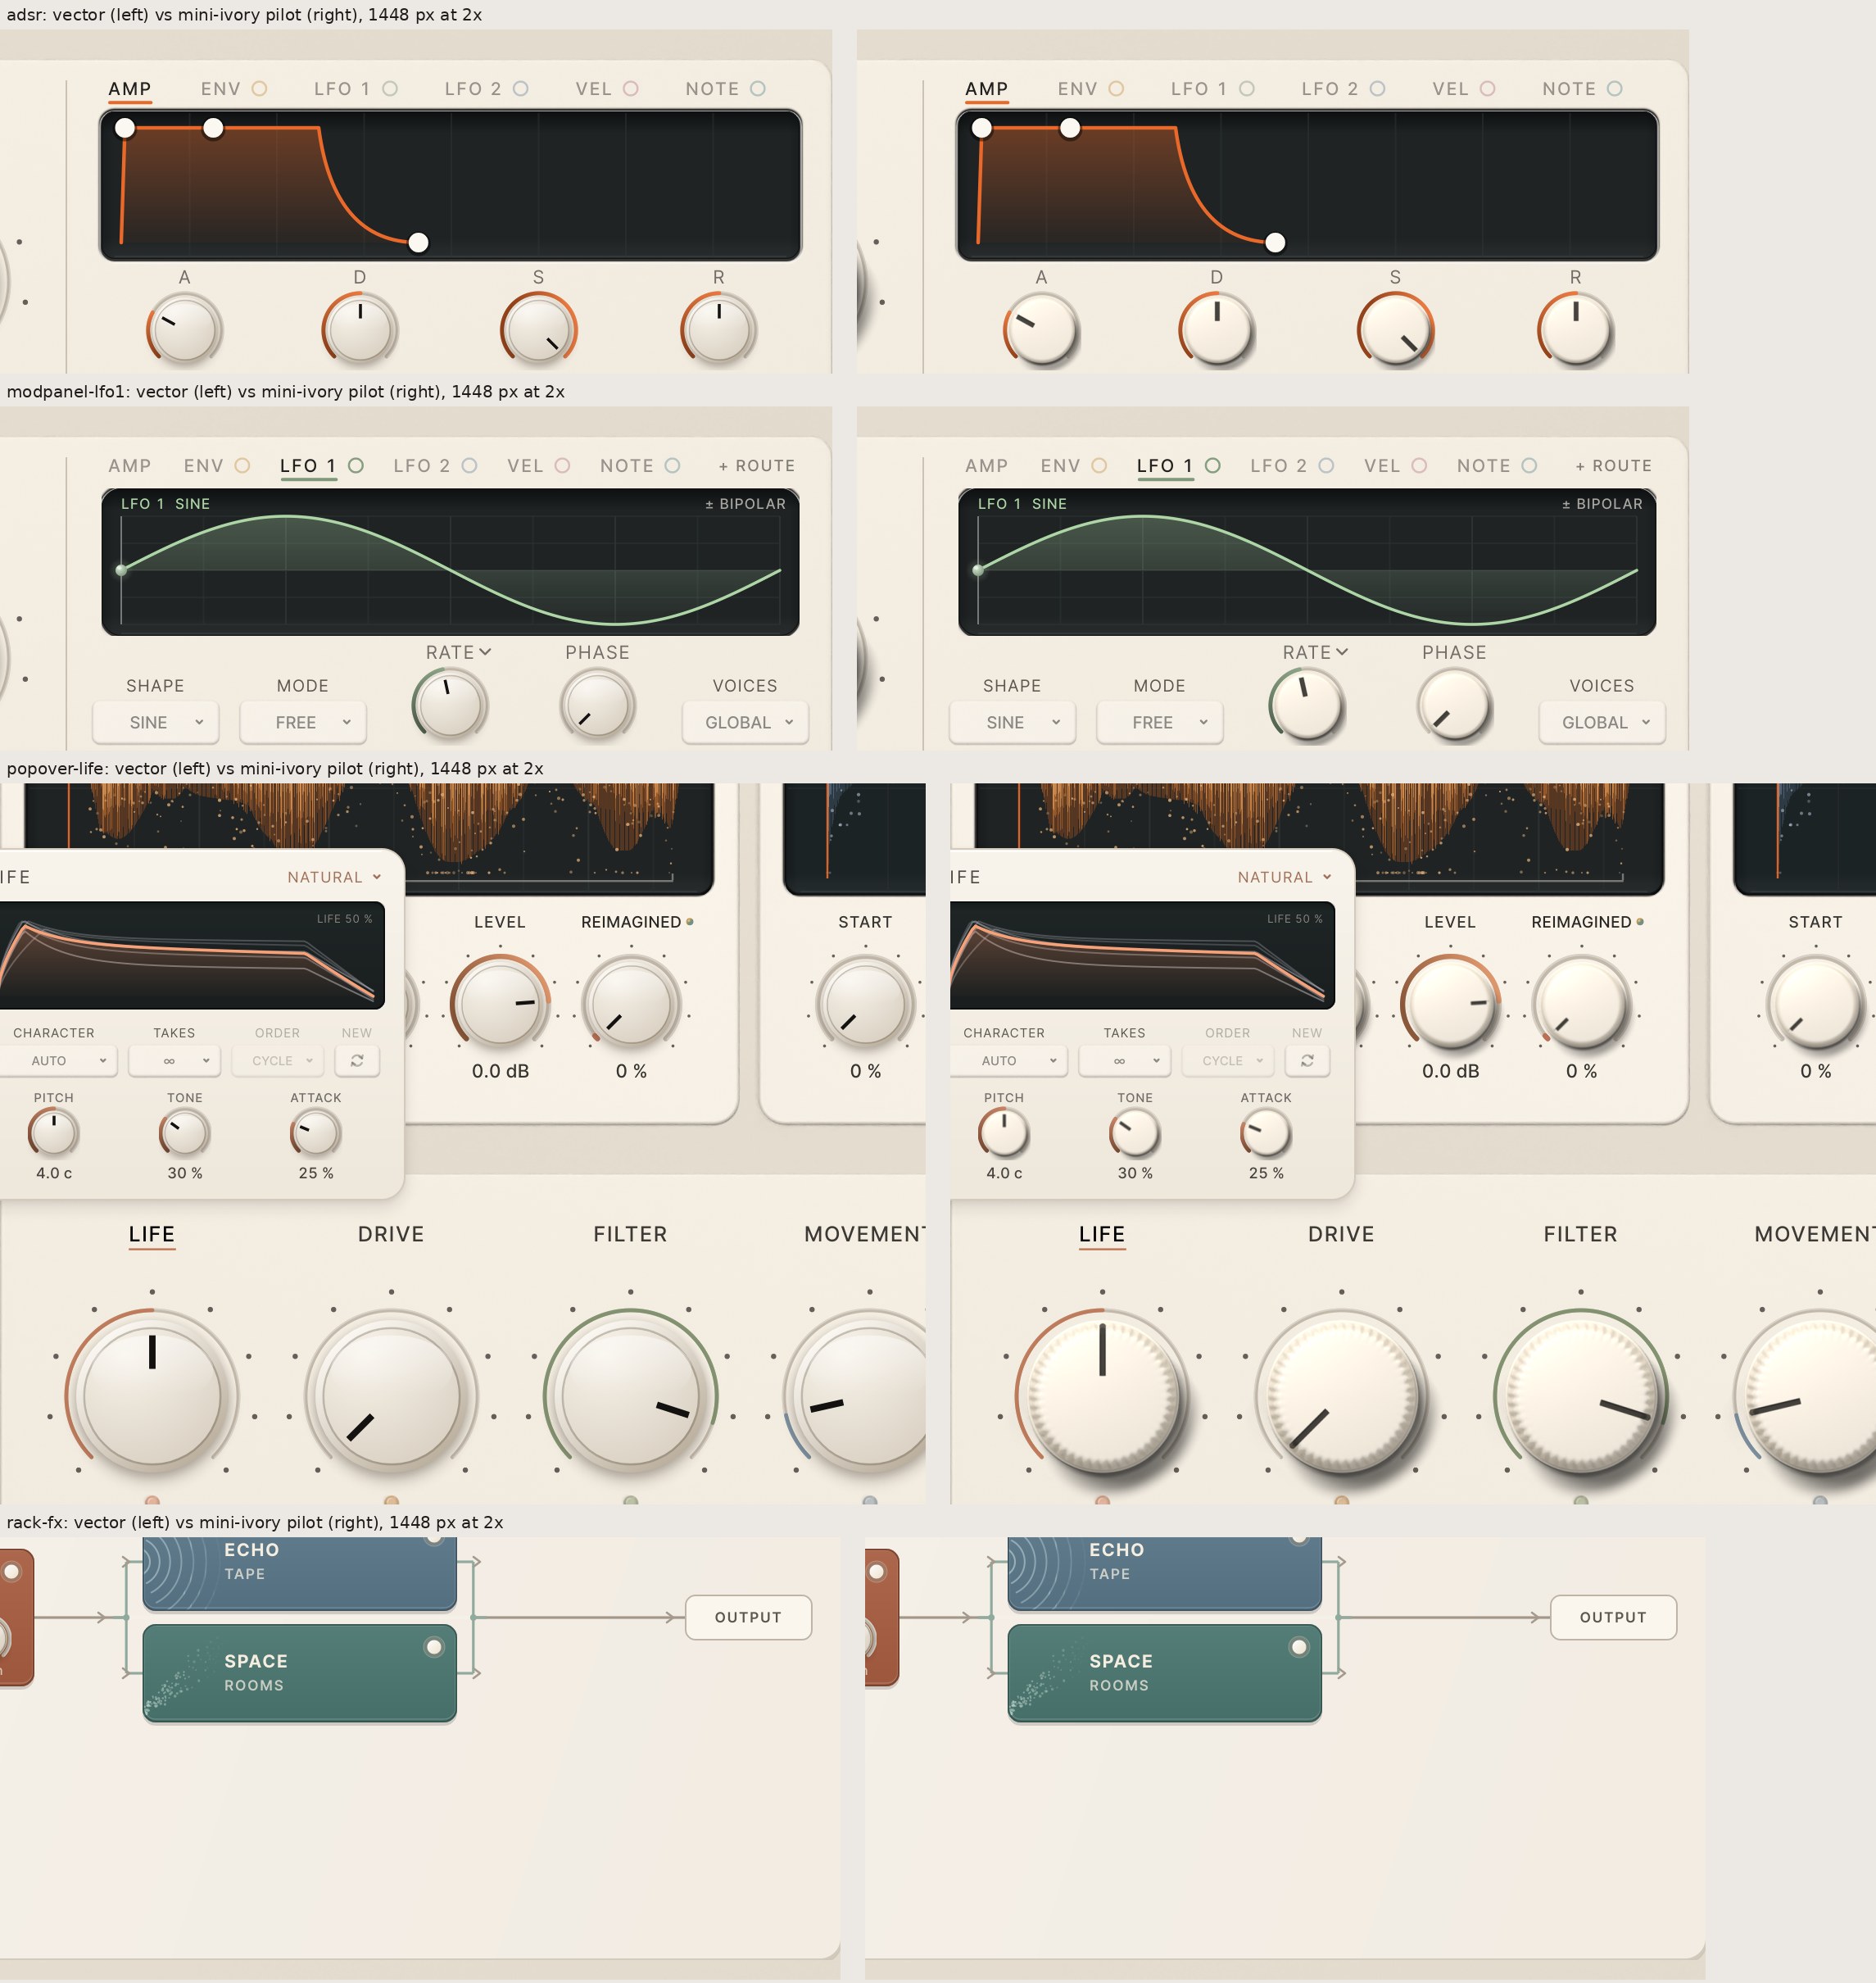 adsr: vector (left) vs mini-ivory pilot (right), 1448 px at 2x
AMP ENV LFO 1 LFO 2 VEL NOTE AMP ENV LFO 1 LFO 2 VEL NOTE
A D S R A D S R
modpanel-lfo1: vector (left) vs mini-ivory pilot (right), 1448 px at 2x
AMP ENV LFO 1 LFO 2 VEL NOTE + ROUTE AMP ENV LFO 1 LFO 2 VEL NOTE + ROUTE
LFO 1 SINE ± BIPOLAR LFO 1 SINE ± BIPOLAR
RATE PHASE RATE PHASE
SHAPE MODE VOICES SHAPE MODE VOICES
SINE FREE GLOBAL SINE FREE GLOBAL
popover-life: vector (left) vs mini-ivory pilot (right), 1448 px at 2x
IFE NATURAL IFE NATURAL
LIFE 50 % LEVEL REIMAGINED START LIFE 50 % LEVEL REIMAGINED START
CHARACTER TAKES ORDER NEW CHARACTER TAKES ORDER NEW
AUTO ∞ CYCLE 0.0 dB 0 % 0 % AUTO ∞ CYCLE 0.0 dB 0 % 0 %
PITCH TONE ATTACK PITCH TONE ATTACK
4.0 c 30 % 25 % 4.0 c 30 % 25 %
LIFE DRIVE FILTER MOVEMENT LIFE DRIVE FILTER MOVEMENT
rack-fx: vector (left) vs mini-ivory pilot (right), 1448 px at 2x
ECHO ECHO
TAPE TAPE
OUTPUT OUTPUT
SPACE SPACE
ROOMS ROOMS